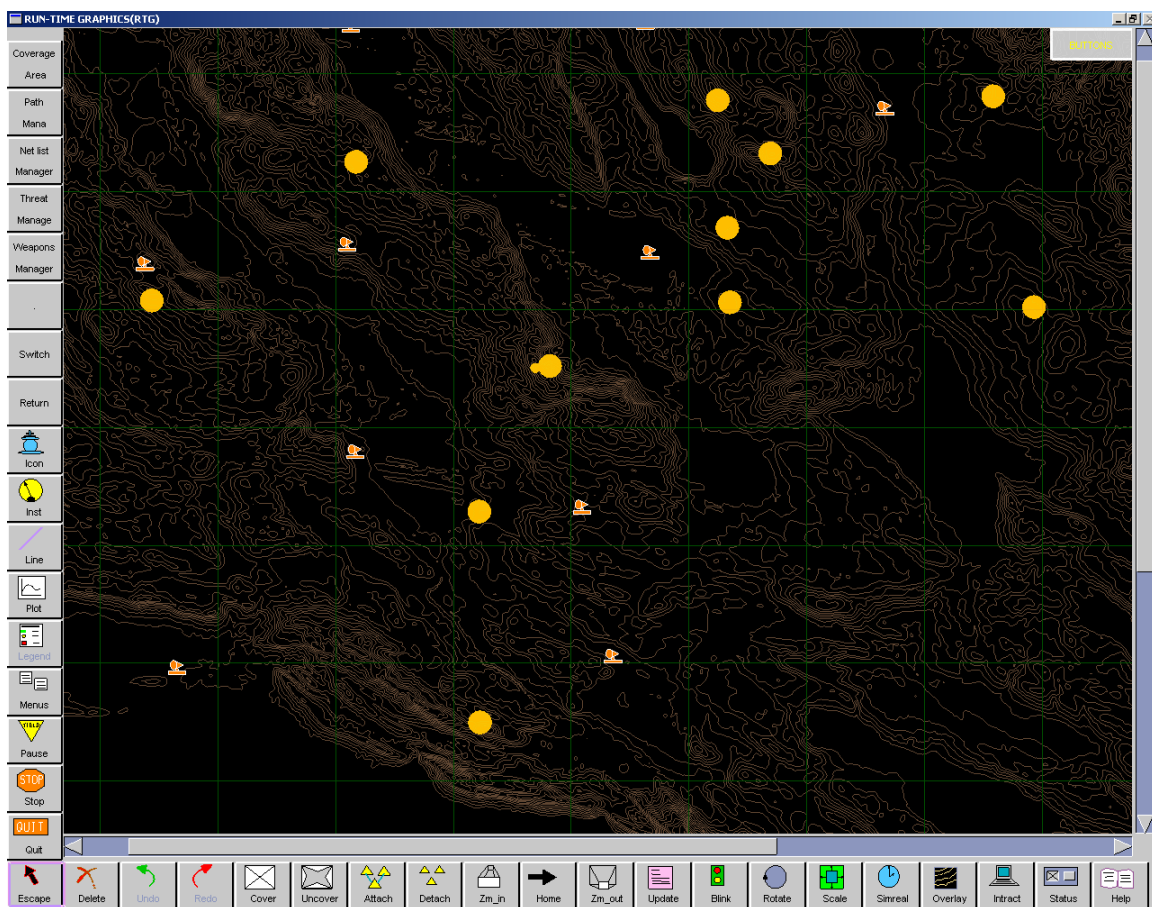 RUN-TIME GRAPHICS(RTG)
BUTTONS
Coverage
Area
Path
Mana
Net list
Manager
Threat
Manage
Weapons
Manager
.
Switch
Return
Icon
Inst
Line
Plot
Legend
Menus
YIELD
Pause
STOP
Stop
QUIT
Quit
Escape Delete Undo Redo Cover Uncover Attach Detach Zm_in Home Zm_out Update Blink Rotate Scale Simreal Overlay Intract Status Help